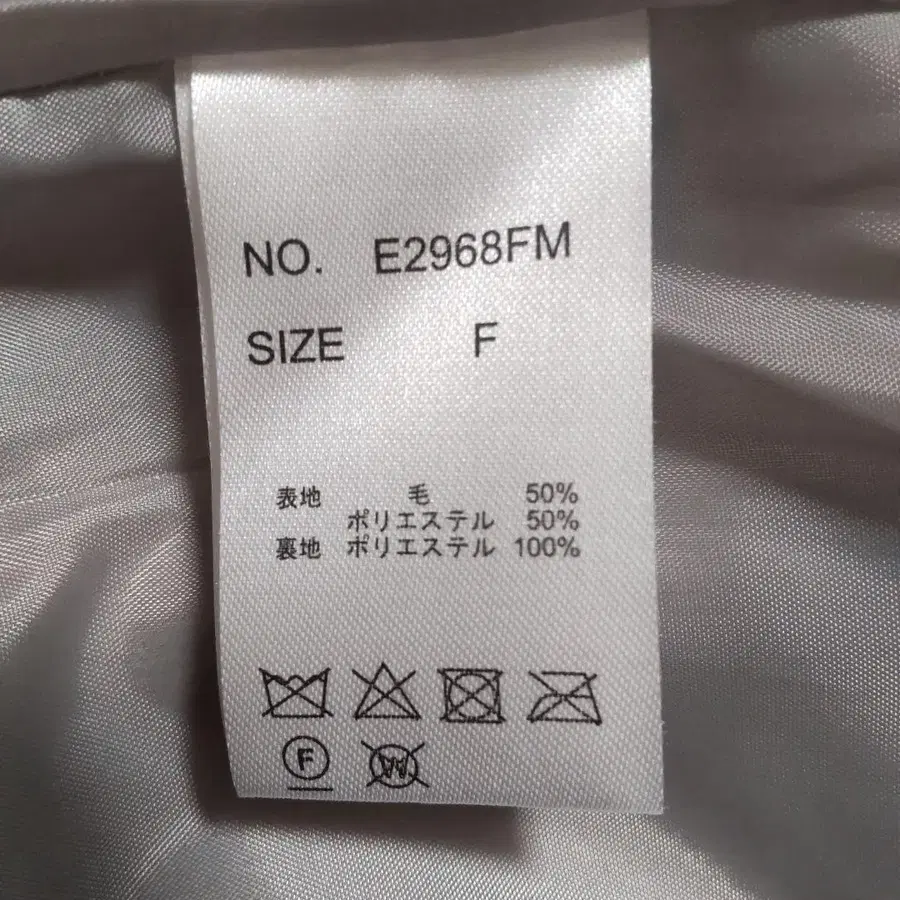 NO. E2968FM
SIZE F
表地 毛 50%
ポリエステル 50%
裏地 ポリエステル 100%
F
W